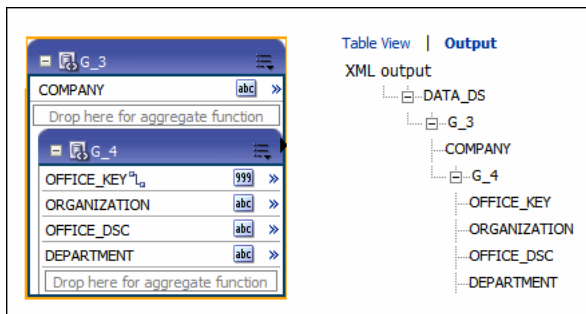 G_3
COMPANY abc »
Drop here for aggregate function
G_4
OFFICE_KEY 999 »
ORGANIZATION abc »
OFFICE_DSC abc »
DEPARTMENT abc »
Drop here for aggregate function
Table View | Output
XML output
DATA_DS
G_3
COMPANY
G_4
OFFICE_KEY
ORGANIZATION
OFFICE_DSC
DEPARTMENT